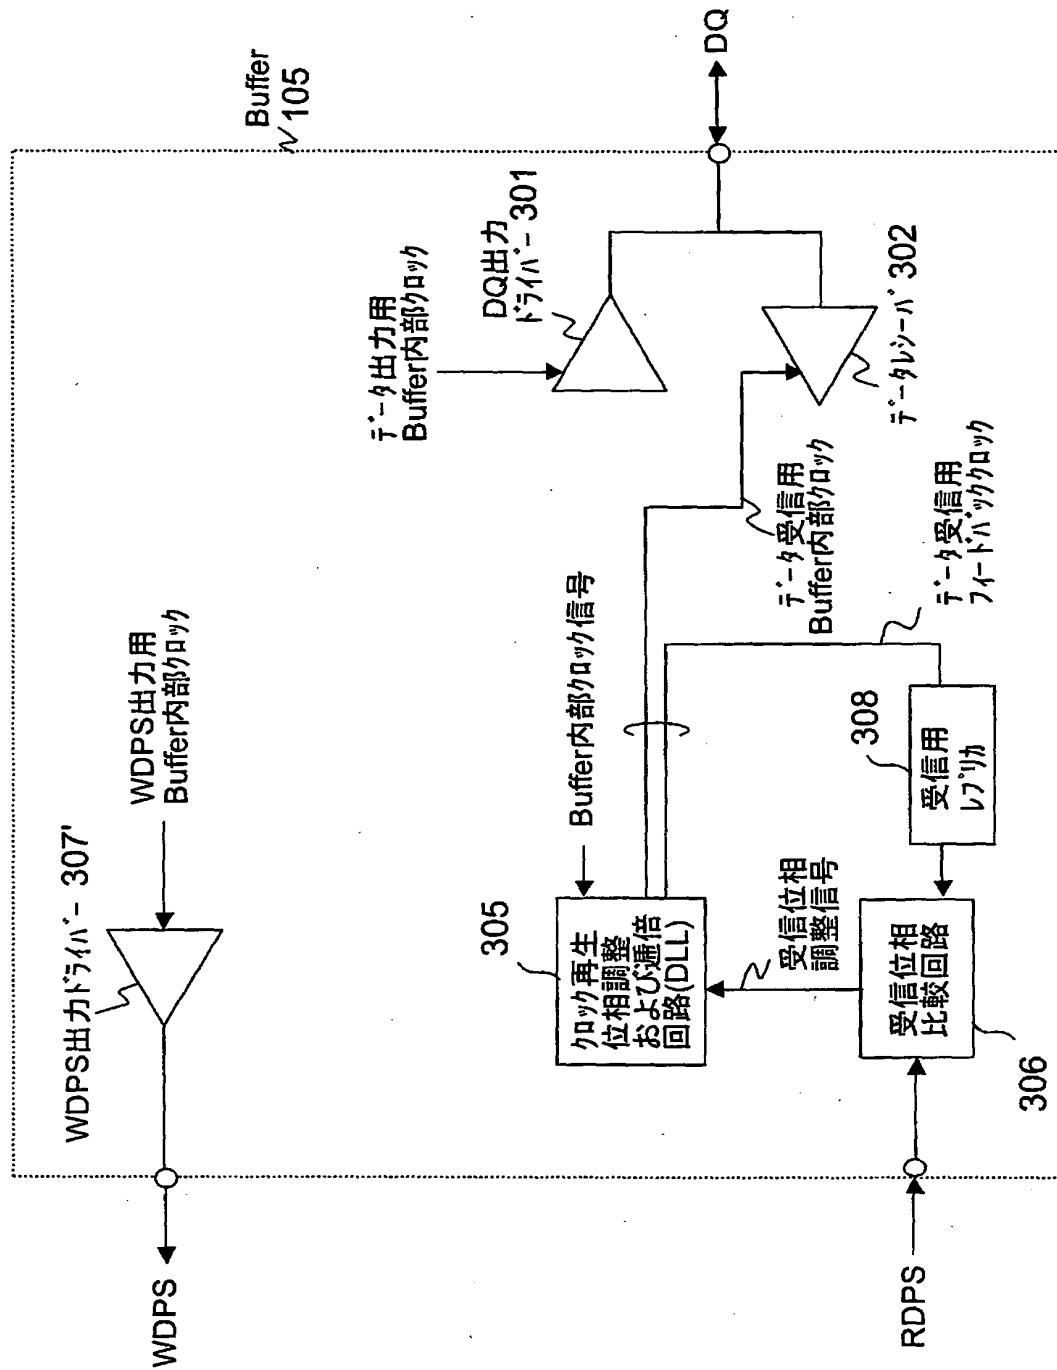 Buffer
105
WDPS
WDPS出力ドライバー 307'
WDPS出力用
Buffer内部クロック
データ出力用
Buffer内部クロック
DQ出力
ドライバー 301
DQ
データレシーバ 302
データ受信用
Buffer内部クロック
Buffer内部クロック信号
305
クロック再生
位相調整
および逓倍
回路(DLL)
受信位相
調整信号
データ受信用
フィードバッククロック
308
受信用
レプリカ
受信位相
比較回路
306
RDPS